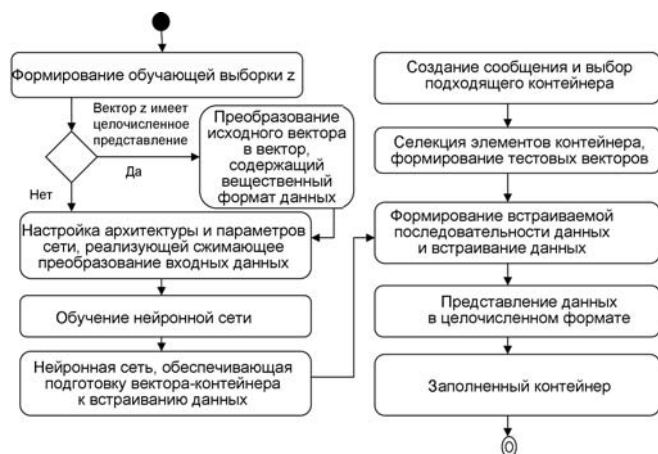 Формирование обучающей выборки z
Вектор z имеет
целочисленное
представление
Да
Нет
Преобразование
исходного вектора
в вектор,
содержащий
вещественный
формат данных
Настройка архитектуры и параметров
сети, реализующей сжимающее
преобразование входных данных
Обучение нейронной сети
Нейронная сеть, обеспечивающая
подготовку вектора-контейнера
к встраиванию данных
Создание сообщения и выбор
подходящего контейнера
Селекция элементов контейнера,
формирование тестовых векторов
Формирование встраиваемой
последовательности данных
и встраивание данных
Представление данных
в целочисленном формате
Заполненный контейнер